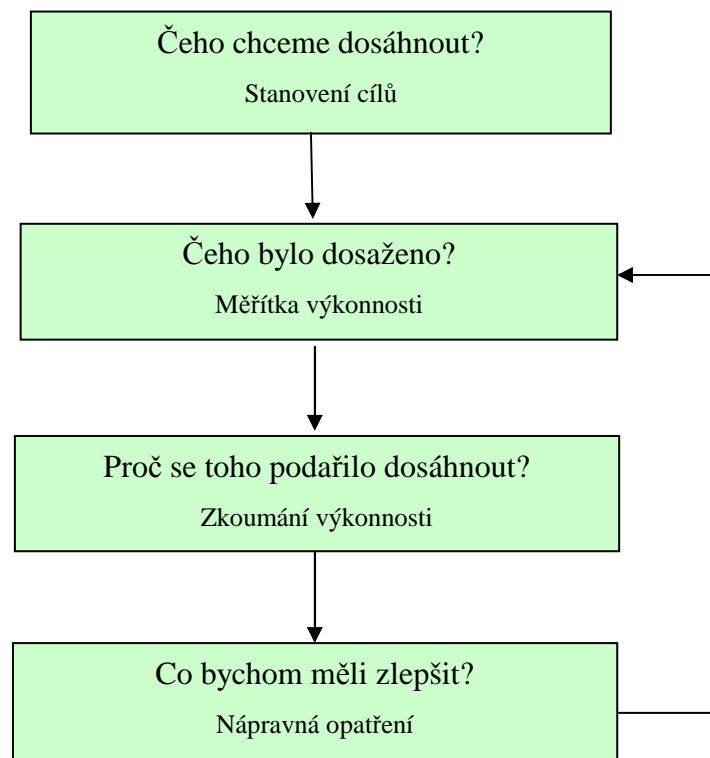 Čeho chceme dosáhnout?
Stanovení cílů
Čeho bylo dosaženo?
Měřítka výkonnosti
Proč se toho podařilo dosáhnout?
Zkoumání výkonnosti
Co bychom měli zlepšit?
Nápravná opatření